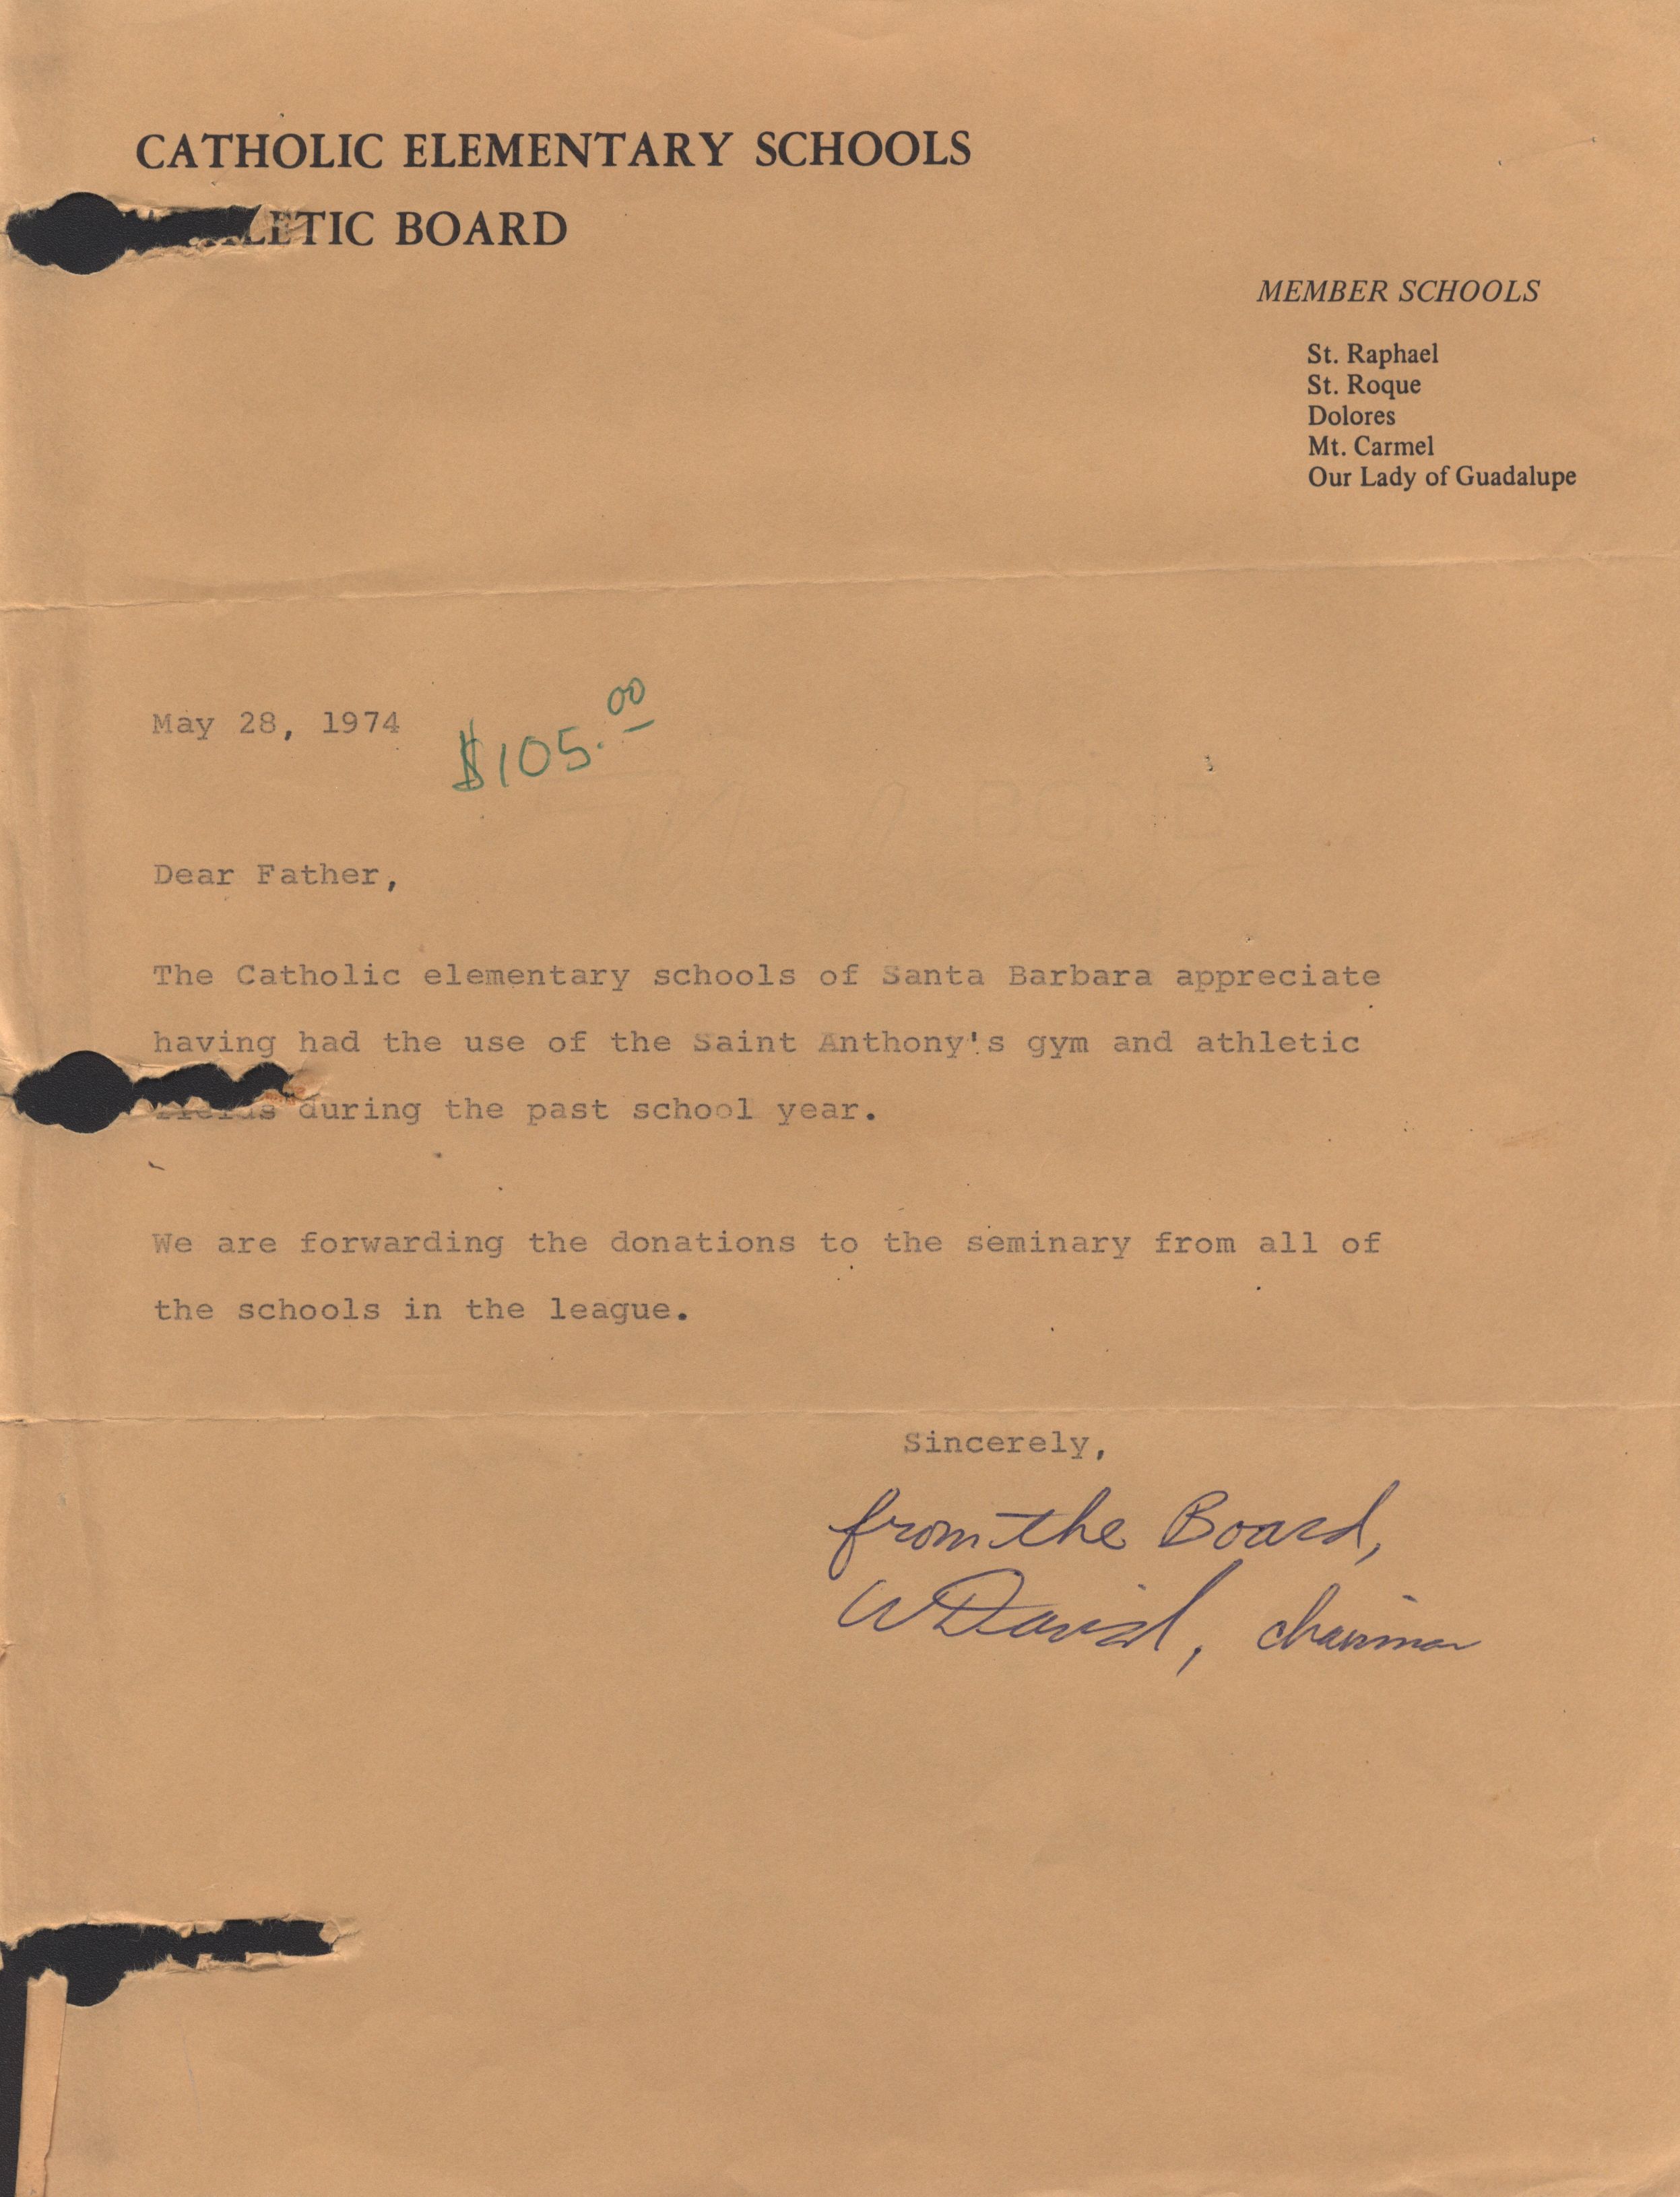 CATHOLIC ELEMENTARY SCHOOLS
LETIC BOARD
MEMBER SCHOOLS
St. Raphael
St. Roque
Dolores
Mt. Carmel
Our Lady of Guadalupe
May 28, 1974
$105.00
Dear Father,
The Catholic elementary schools of Santa Barbara appreciate
having had the use of the Saint Anthony's gym and athletic
fields during the past school year.
We are forwarding the donations to the seminary from all of
the schools in the league.
Sincerely,
from the Board,
W David, chairman